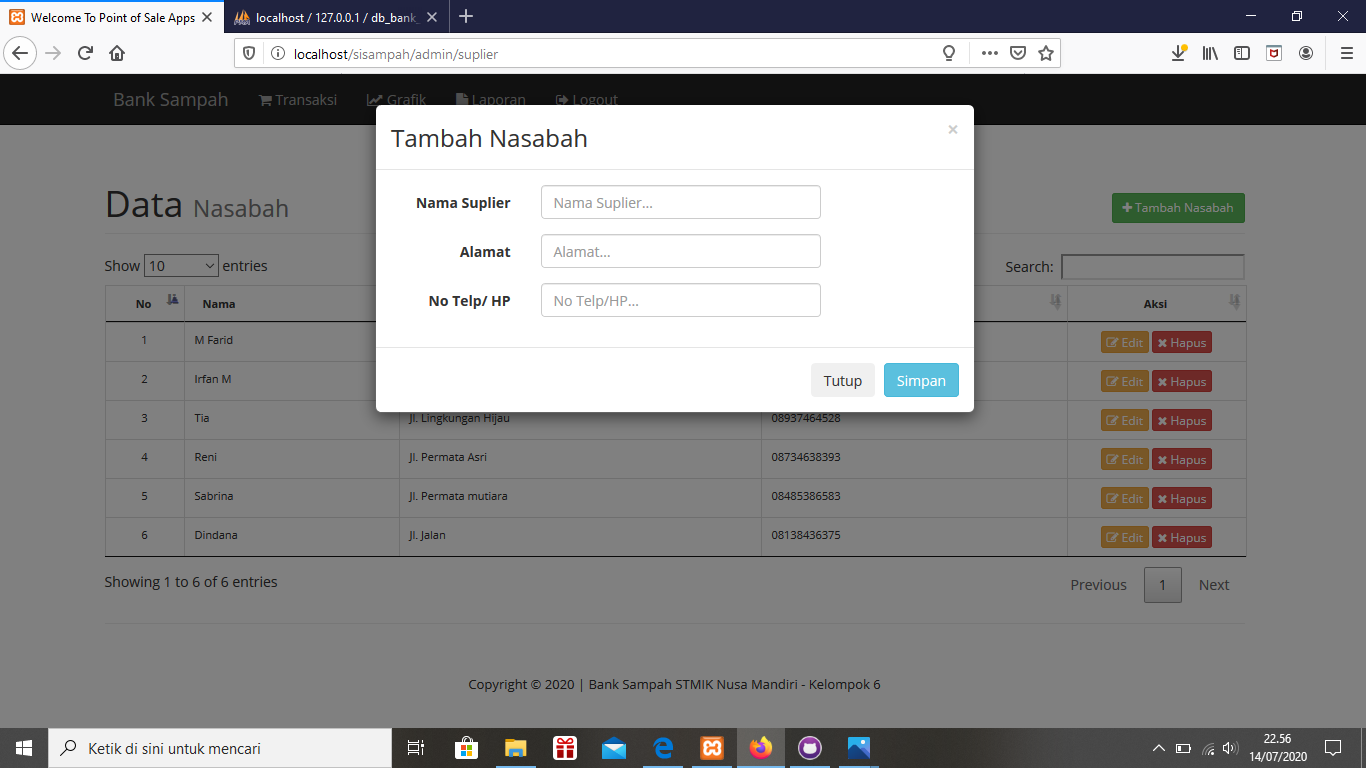 Welcome To Point of Sale Apps
localhost / 127.0.0.1 / db_bank_
localhost/sisampah/admin/suplier
Bank Sampah Transaksi Grafik Laporan Logout
Tambah Nasabah ×
Nama Suplier Nama Suplier...
Alamat Alamat...
No Telp/ HP No Telp/HP...
Tutup Simpan
Data Nasabah
Tambah Nasabah
Show 10 entries
Search:
No Nama Aksi
1 M Farid Edit Hapus
2 Irfan M Edit Hapus
3 Tia Jl. Lingkungan Hijau 08937464528 Edit Hapus
4 Reni Jl. Permata Asri 08734638393 Edit Hapus
5 Sabrina Jl. Permata mutiara 08485386583 Edit Hapus
6 Dindana Jl. Jalan 08138436375 Edit Hapus
Showing 1 to 6 of 6 entries
Previous 1 Next
Copyright © 2020 | Bank Sampah STMIK Nusa Mandiri - Kelompok 6
Ketik di sini untuk mencari
22.56
14/07/2020